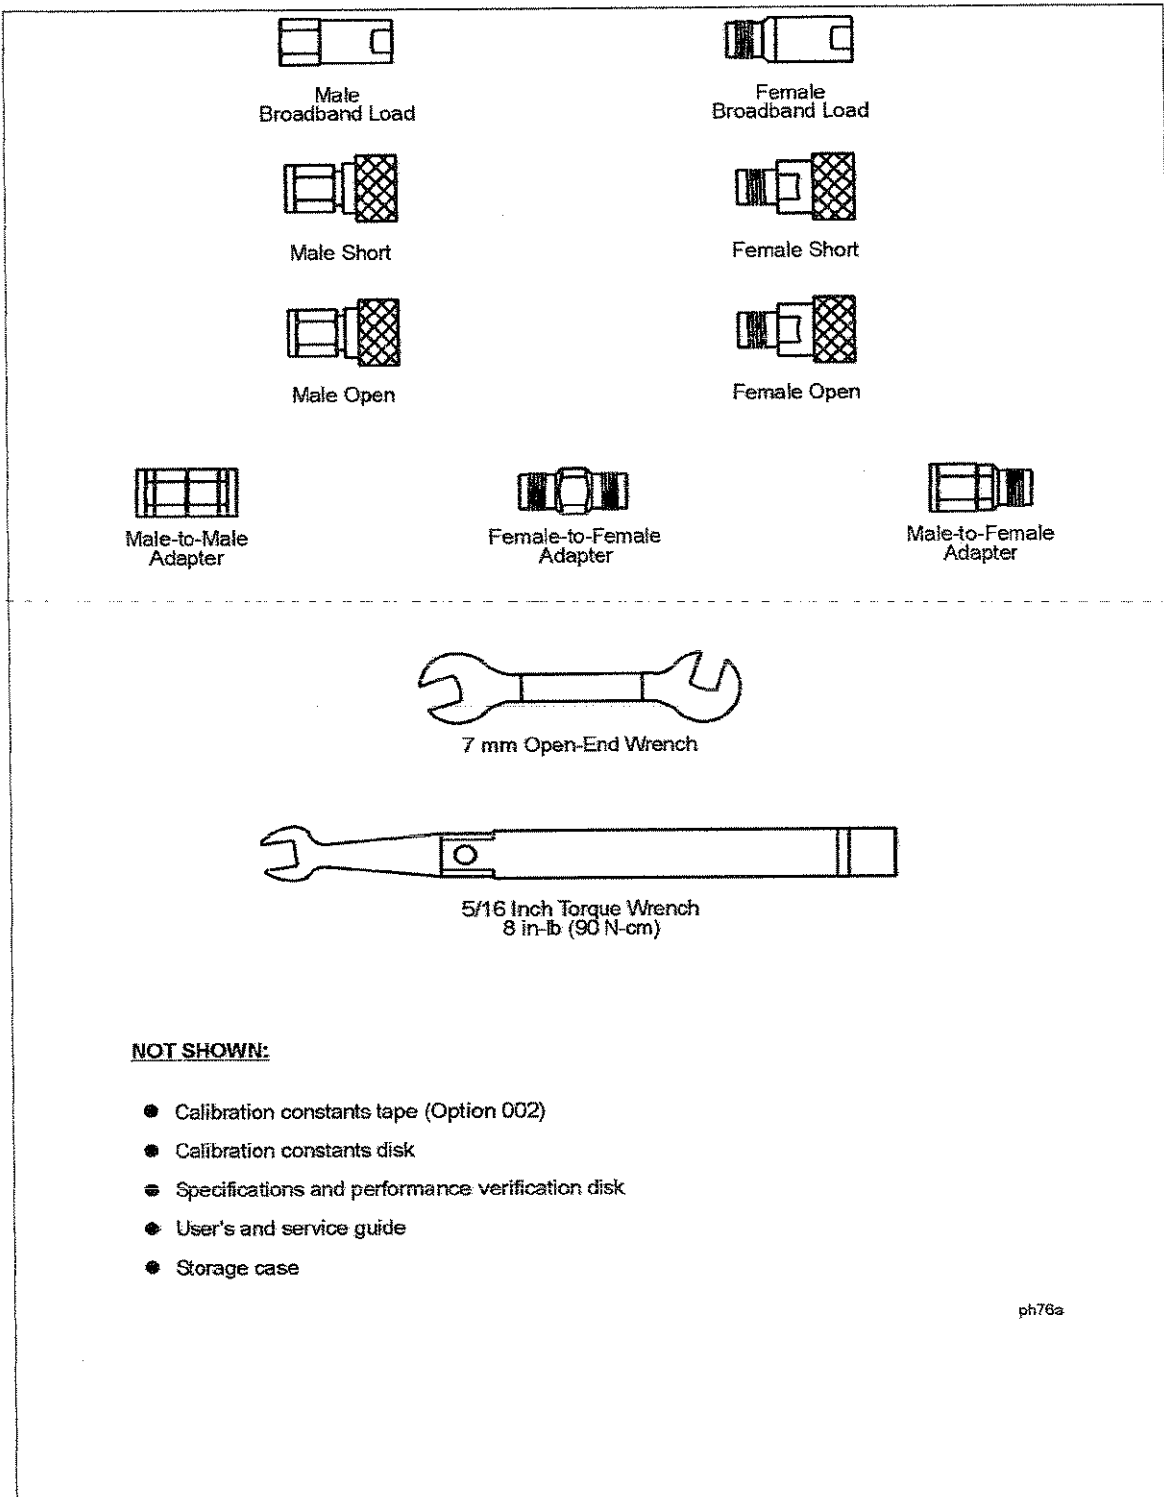 Male
Broadband Load
Female
Broadband Load
Male Short
Female Short
Male Open
Female Open
Male-to-Male
Adapter
Female-to-Female
Adapter
Male-to-Female
Adapter
7 mm Open-End Wrench
5/16 Inch Torque Wrench
8 in-lb (90 N-cm)
NOT SHOWN:
● Calibration constants tape (Option 002)
● Calibration constants disk
● Specifications and performance verification disk
● User's and service guide
● Storage case
ph76a